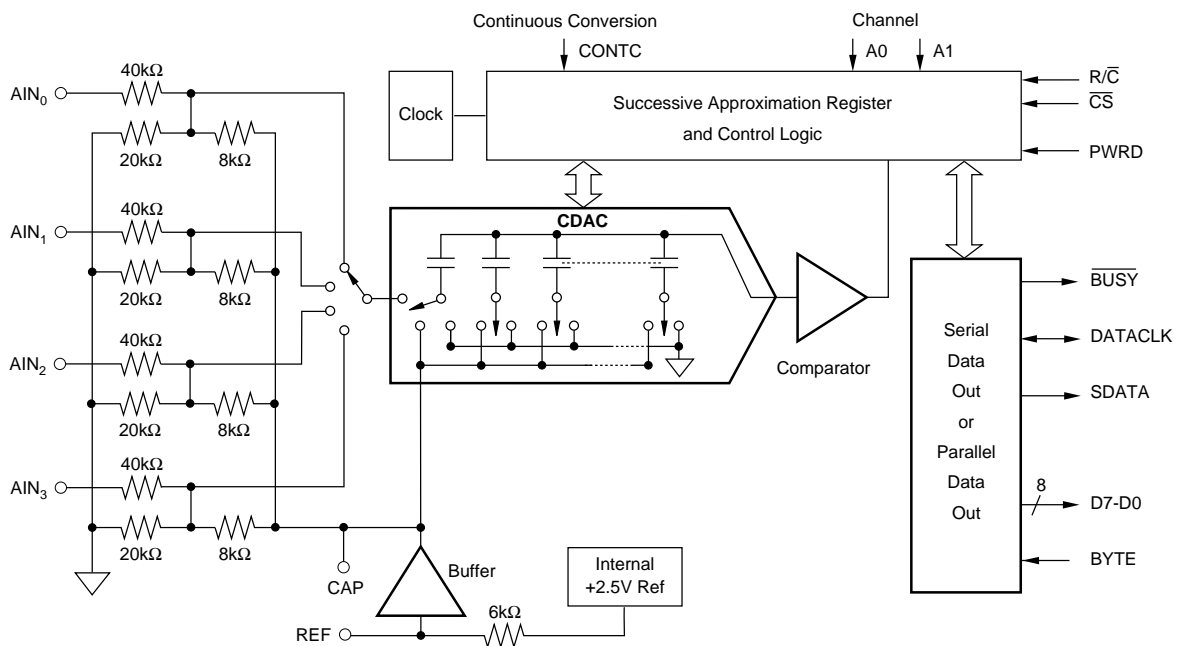 Continuous Conversion
CONTC
Channel
A0
A1
R/C̅
C̅S̅
PWRD
Clock
Successive Approximation Register
and Control Logic
40kΩ
AIN₀
20kΩ
8kΩ
40kΩ
AIN₁
20kΩ
8kΩ
40kΩ
AIN₂
20kΩ
8kΩ
40kΩ
AIN₃
20kΩ
8kΩ
CDAC
Comparator
CAP
Buffer
REF
6kΩ
Internal
+2.5V Ref
Serial
Data
Out
or
Parallel
Data
Out
B̅U̅S̅Y̅
DATACLK
SDATA
8
D7-D0
BYTE